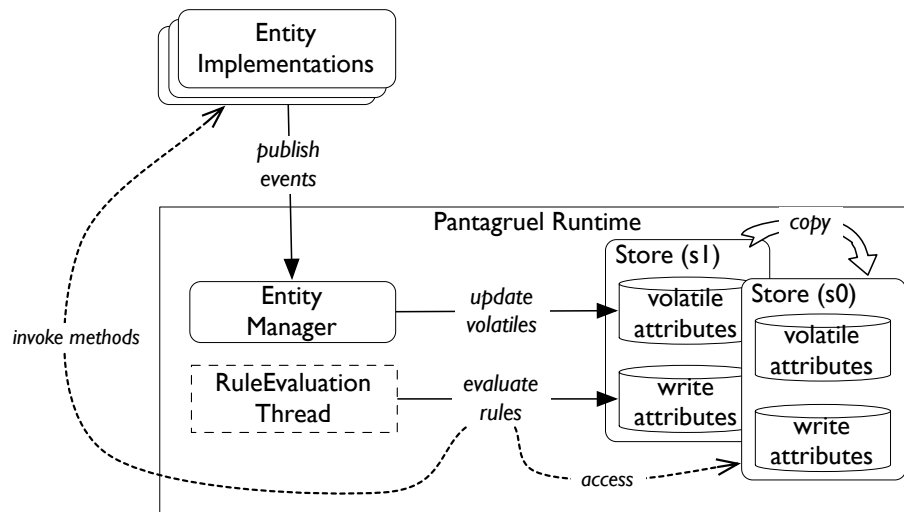 Entity
Implementations
publish
events
Pantagruel Runtime
copy
Store (s1)
volatile
attributes
write
attributes
Store (s0)
volatile
attributes
write
attributes
Entity
Manager
update
volatiles
invoke methods
RuleEvaluation
Thread
evaluate
rules
access